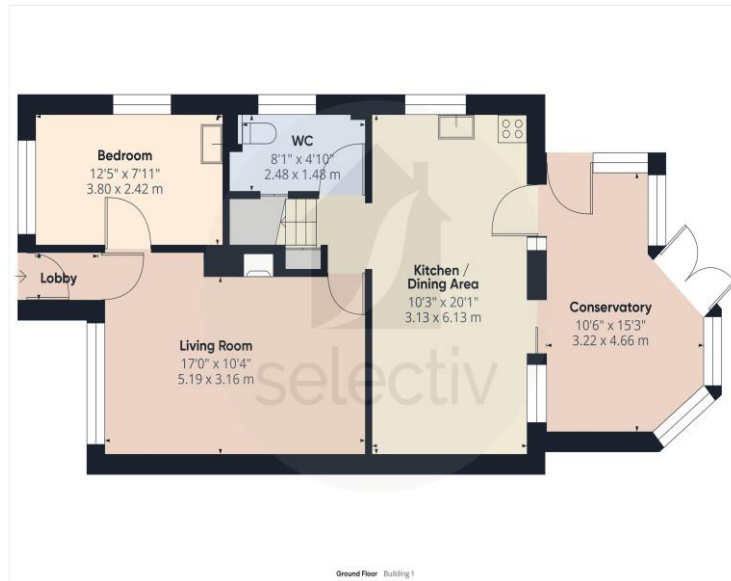 Bedroom
12'5" x 7'11"
3.80 x 2.42 m
WC
8'1" x 4'10"
2.48 x 1.48 m
Lobby
Living Room
17'0" x 10'4"
5.19 x 3.16 m
Kitchen /
Dining Area
10'3" x 20'1"
3.13 x 6.13 m
Conservatory
10'6" x 15'3"
3.22 x 4.66 m
selectiv
Ground Floor Building 1